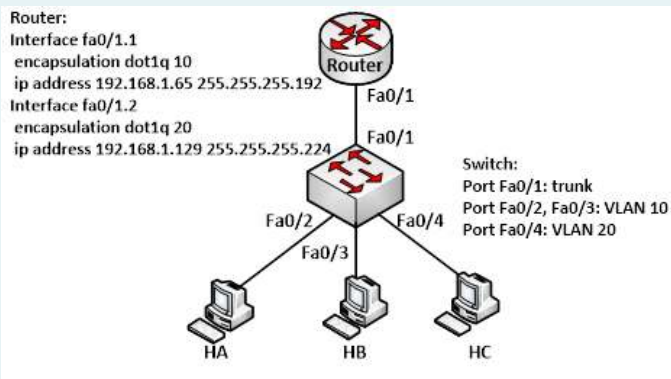 Router:
Interface fa0/1.1
encapsulation dot1q 10
ip address 192.168.1.65 255.255.255.192
Interface fa0/1.2
encapsulation dot1q 20
ip address 192.168.1.129 255.255.255.224
Router
Fa0/1
Fa0/1
Switch:
Port Fa0/1: trunk
Port Fa0/2, Fa0/3: VLAN 10
Port Fa0/4: VLAN 20
Fa0/2
Fa0/4
Fa0/3
HA
HB
HC